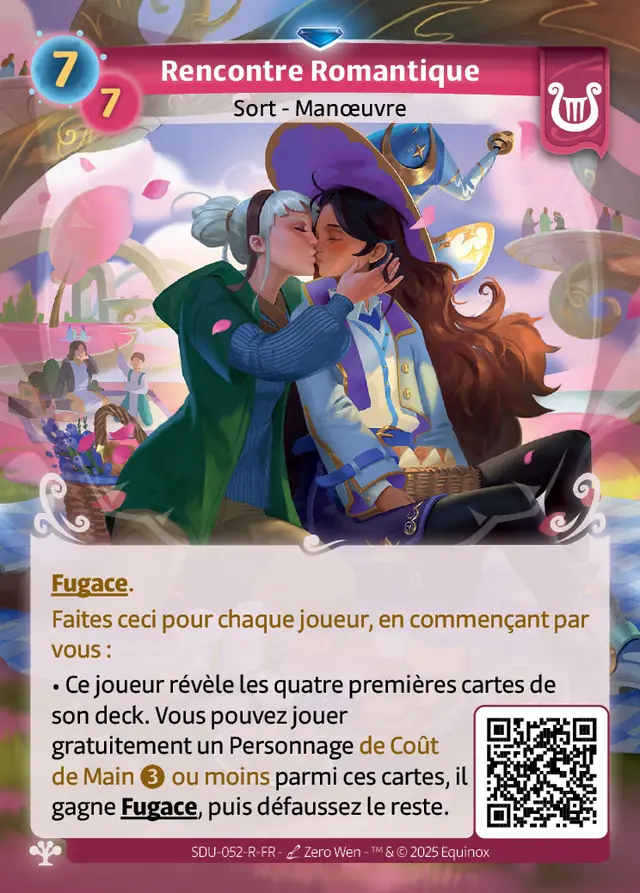 7
7
Rencontre Romantique
Sort - Manœuvre
Fugace.
Faites ceci pour chaque joueur, en commençant par
vous :
• Ce joueur révèle les quatre premières cartes de
son deck. Vous pouvez jouer
gratuitement un Personnage de Coût
de Main 3 ou moins parmi ces cartes, il
gagne Fugace, puis défaussez le reste.
SDU-052-R-FR - Zero Wen - ™ & © 2025 Equinox